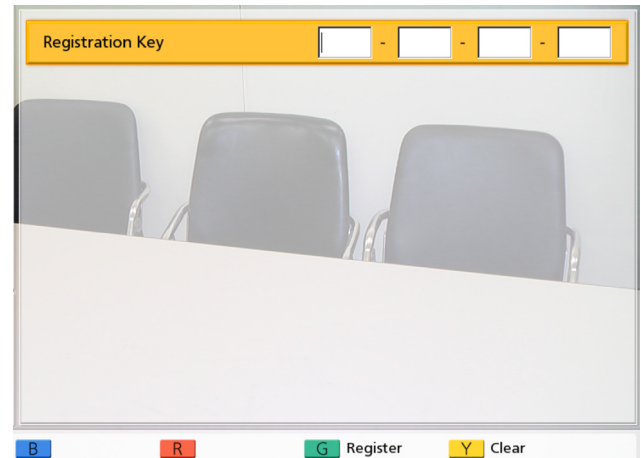 Registration Key - - -
B R G Register Y Clear